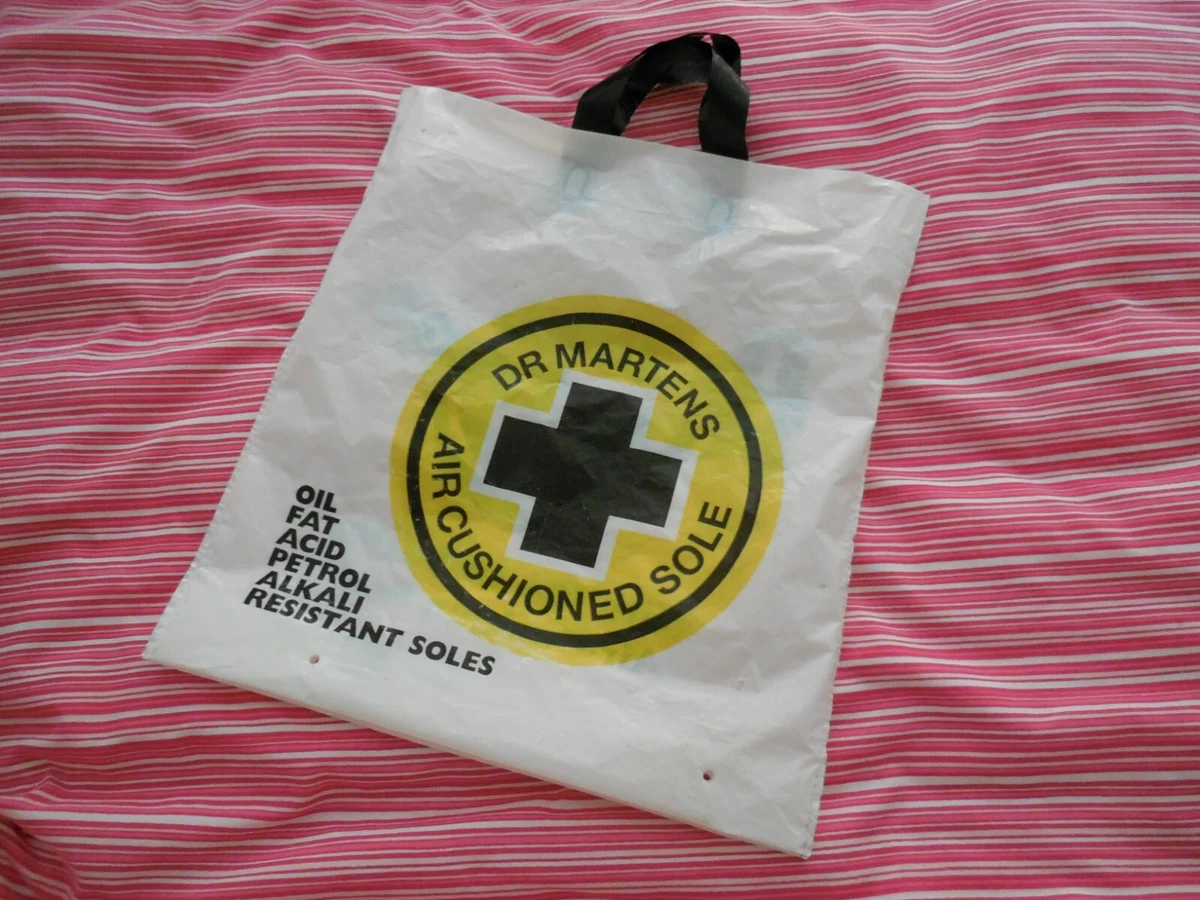 DR MARTENS
AIR CUSHIONED SOLE
OIL
FAT
ACID
PETROL
ALKALI
RESISTANT SOLES